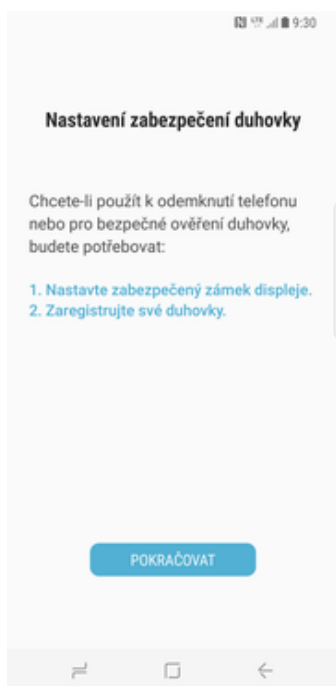 9:30
Nastavení zabezpečení duhovky
Chcete-li použít k odemknutí telefonu
nebo pro bezpečné ověření duhovky,
budete potřebovat:
1. Nastavte zabezpečený zámek displeje.
2. Zaregistrujte své duhovky.
POKRAČOVAT